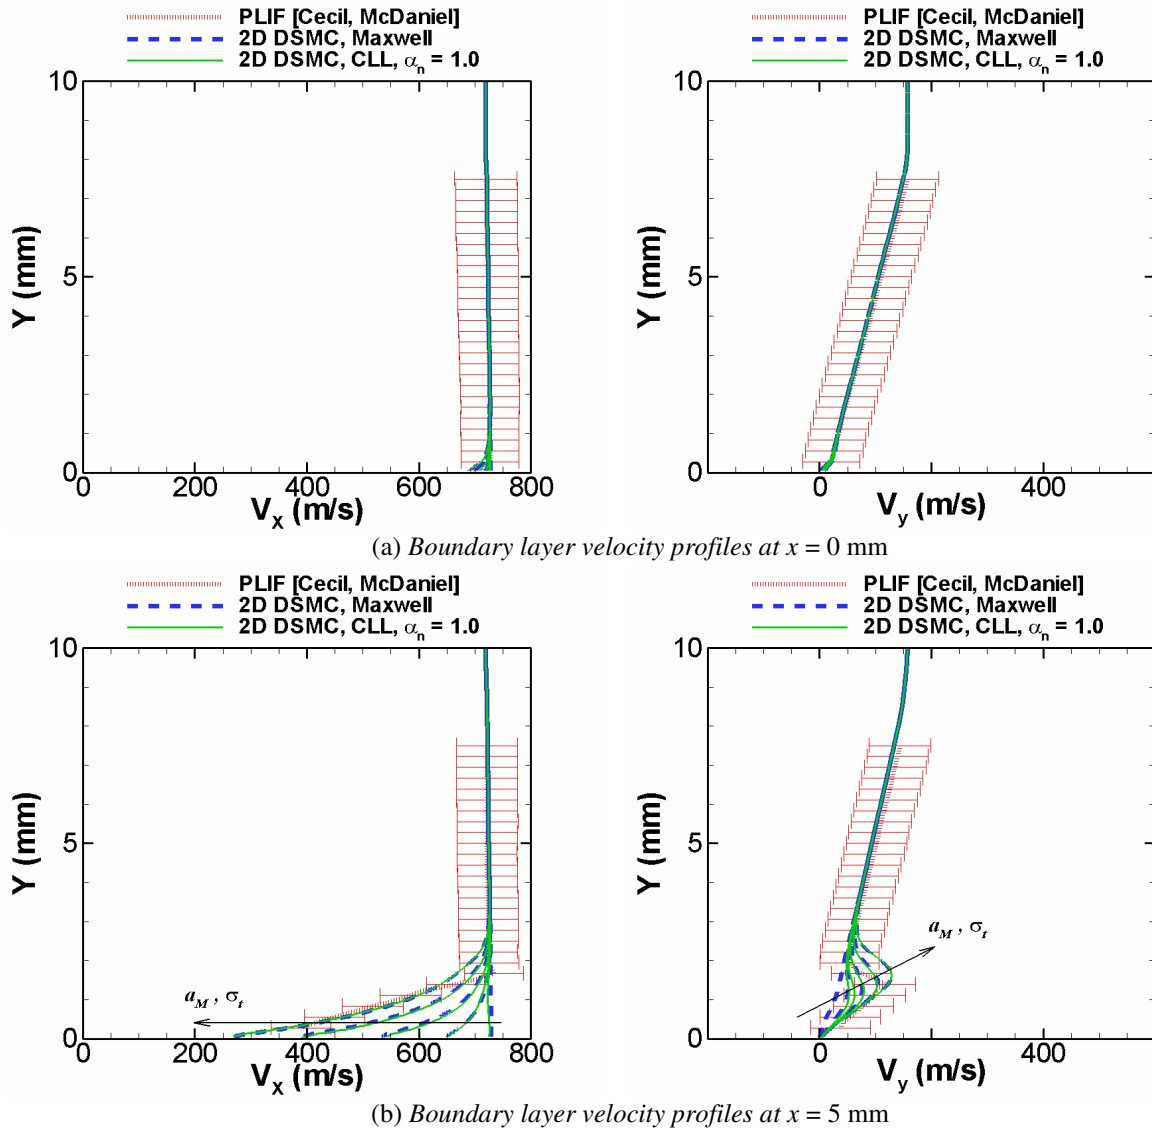 PLIF [Cecil, McDaniel]
2D DSMC, Maxwell
2D DSMC, CLL, αn = 1.0
10
5
0
Y (mm)
0 200 400 600 800
Vx (m/s)
PLIF [Cecil, McDaniel]
2D DSMC, Maxwell
2D DSMC, CLL, αn = 1.0
10
5
0
Y (mm)
0 400
Vy (m/s)
(a) Boundary layer velocity profiles at x = 0 mm
PLIF [Cecil, McDaniel]
2D DSMC, Maxwell
2D DSMC, CLL, αn = 1.0
10
5
0
Y (mm)
aM , σt
0 200 400 600 800
Vx (m/s)
PLIF [Cecil, McDaniel]
2D DSMC, Maxwell
2D DSMC, CLL, αn = 1.0
10
5
0
Y (mm)
aM , σt
0 400
Vy (m/s)
(b) Boundary layer velocity profiles at x = 5 mm